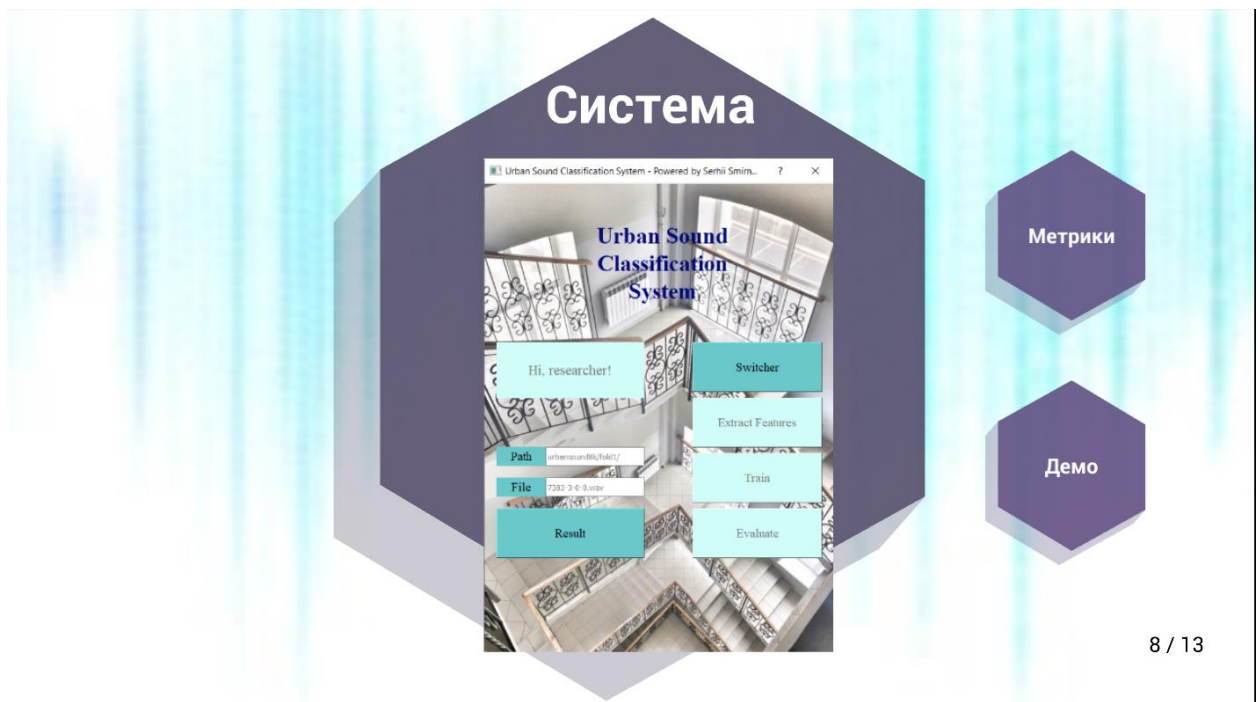 Система
Urban Sound Classification System - Powered by Serhii Smirn...
?
Urban Sound
Classification
System
Hi, researcher!
Switcher
Extract Features
Path urbansound8k/fold1/
Train
File 7383-3-0-0.wav
Result
Evaluate
Метрики
Демо
8 / 13